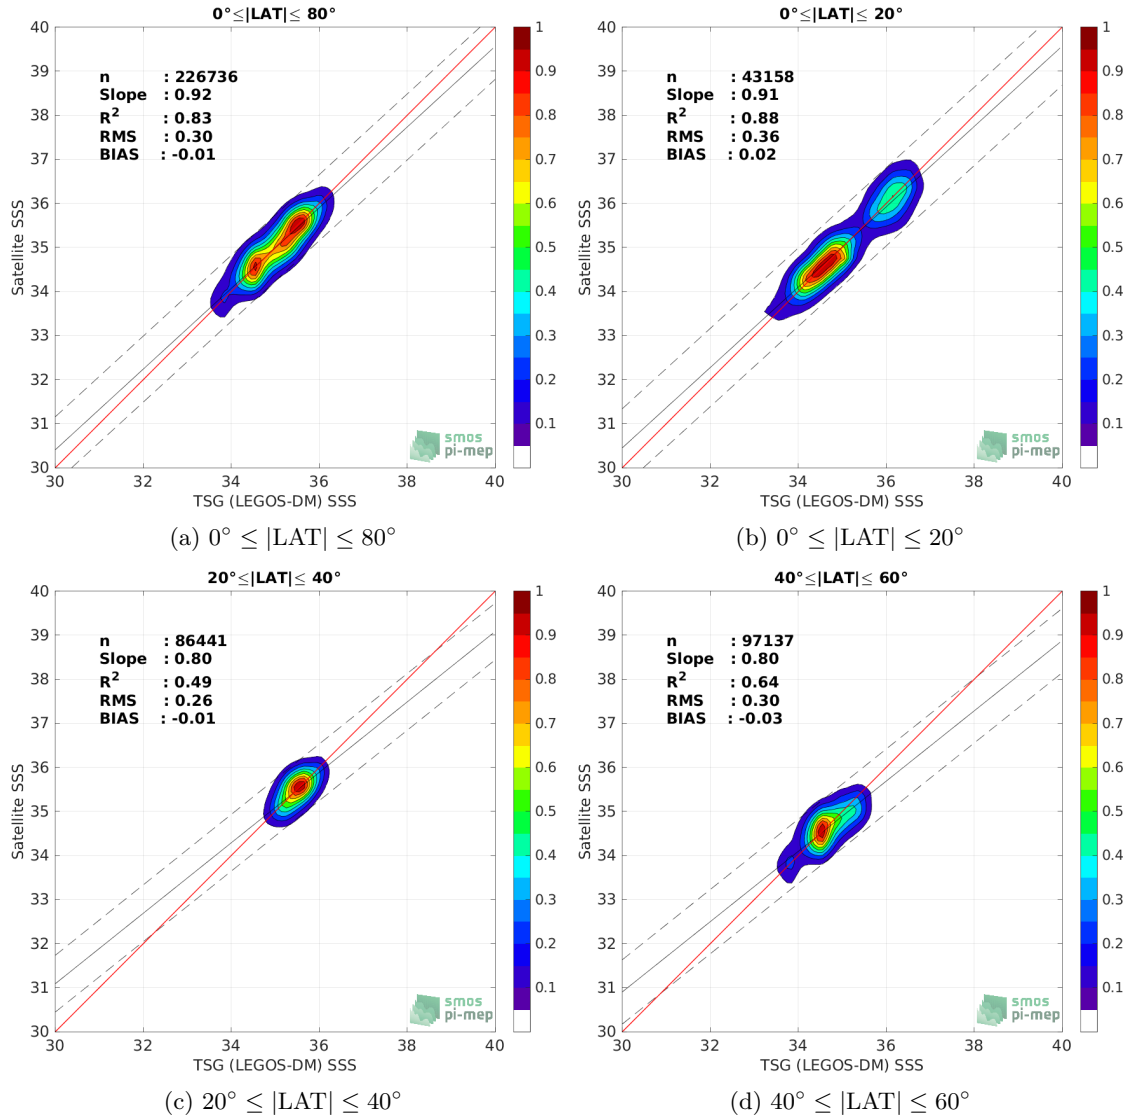 0°≤|LAT|≤ 80°
40
39
38
37
36
35
34
33
32
31
30
Satellite SSS
n : 226736
Slope : 0.92
R² : 0.83
RMS : 0.30
BIAS : -0.01
smos
pi-mep
30 32 34 36 38 40
TSG (LEGOS-DM) SSS
1
0.9
0.8
0.7
0.6
0.5
0.4
0.3
0.2
0.1
(a) 0° ≤ |LAT| ≤ 80°
0°≤|LAT|≤ 20°
40
39
38
37
36
35
34
33
32
31
30
Satellite SSS
n : 43158
Slope : 0.91
R² : 0.88
RMS : 0.36
BIAS : 0.02
smos
pi-mep
30 32 34 36 38 40
TSG (LEGOS-DM) SSS
1
0.9
0.8
0.7
0.6
0.5
0.4
0.3
0.2
0.1
(b) 0° ≤ |LAT| ≤ 20°
20°≤|LAT|≤ 40°
40
39
38
37
36
35
34
33
32
31
30
Satellite SSS
n : 86441
Slope : 0.80
R² : 0.49
RMS : 0.26
BIAS : -0.01
smos
pi-mep
30 32 34 36 38 40
TSG (LEGOS-DM) SSS
1
0.9
0.8
0.7
0.6
0.5
0.4
0.3
0.2
0.1
(c) 20° ≤ |LAT| ≤ 40°
40°≤|LAT|≤ 60°
40
39
38
37
36
35
34
33
32
31
30
Satellite SSS
n : 97137
Slope : 0.80
R² : 0.64
RMS : 0.30
BIAS : -0.03
smos
pi-mep
30 32 34 36 38 40
TSG (LEGOS-DM) SSS
1
0.9
0.8
0.7
0.6
0.5
0.4
0.3
0.2
0.1
(d) 40° ≤ |LAT| ≤ 60°